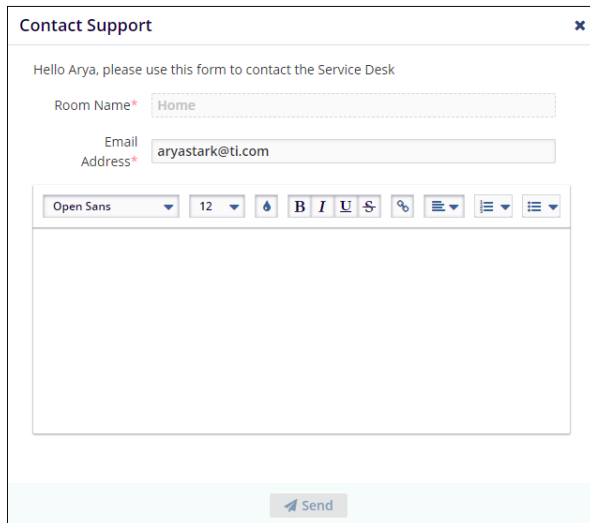 Contact Support
Hello Arya, please use this form to contact the Service Desk
Room Name* Home
Email
Address* aryastark@ti.com
Open Sans 12 B I U S
Send